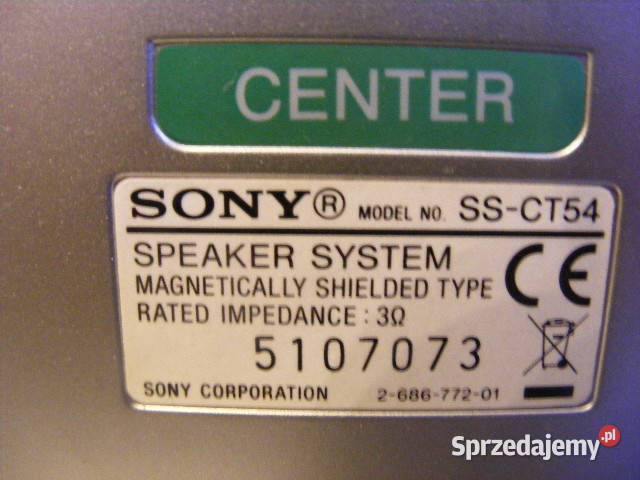 CENTER
SONY® MODEL NO. SS-CT54
SPEAKER SYSTEM
MAGNETICALLY SHIELDED TYPE
RATED IMPEDANCE : 3Ω
CE
5107073
SONY CORPORATION 2-686-772-01
Sprzedajemy.pl